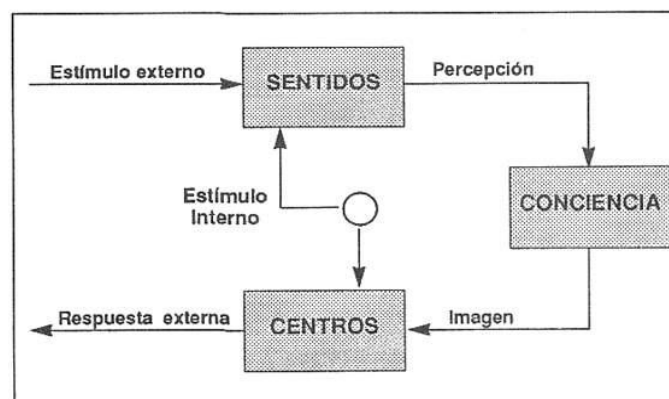 Estímulo externo
SENTIDOS
Percepción
Estímulo
Interno
CONCIENCIA
Respuesta externa
CENTROS
Imagen